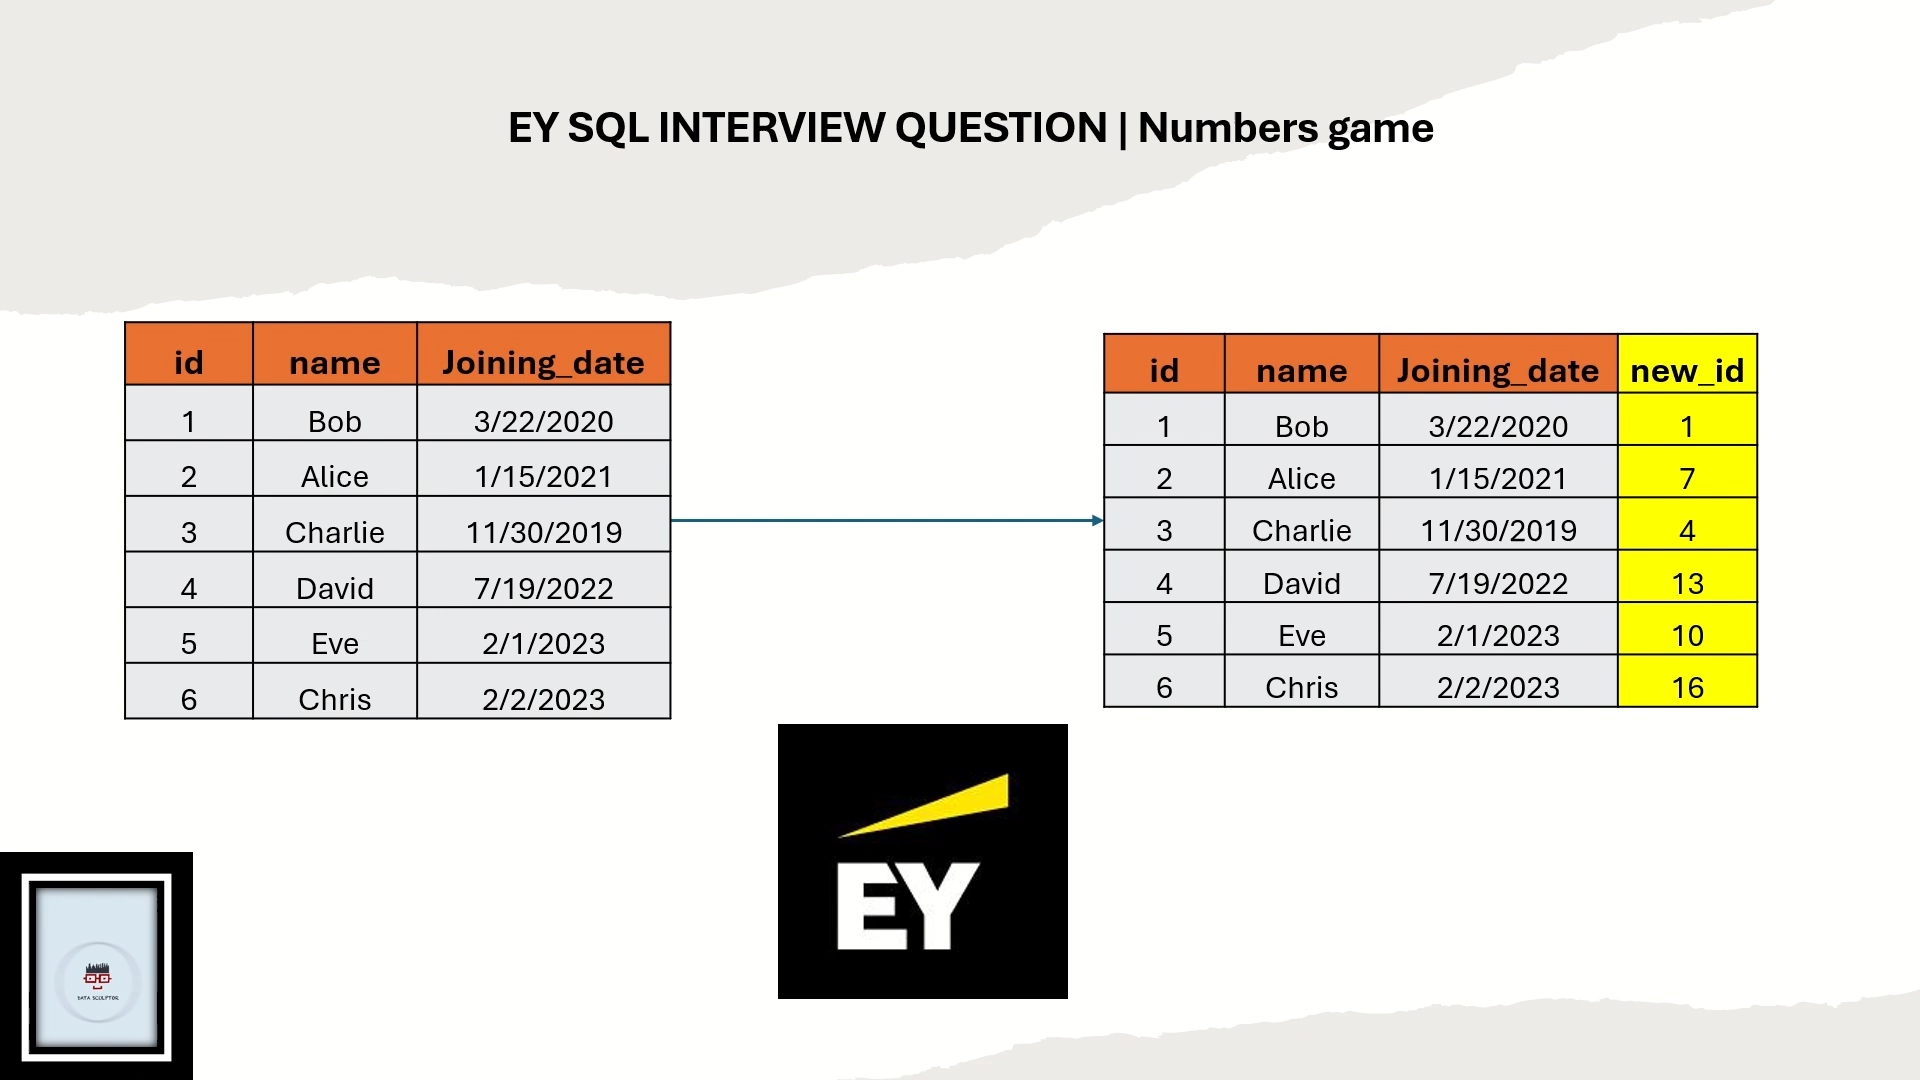 EY SQL INTERVIEW QUESTION | Numbers game
id name Joining_date
1 Bob 3/22/2020
2 Alice 1/15/2021
3 Charlie 11/30/2019
4 David 7/19/2022
5 Eve 2/1/2023
6 Chris 2/2/2023
id name Joining_date new_id
1 Bob 3/22/2020 1
2 Alice 1/15/2021 7
3 Charlie 11/30/2019 4
4 David 7/19/2022 13
5 Eve 2/1/2023 10
6 Chris 2/2/2023 16
EY
DATA SCULPTOR